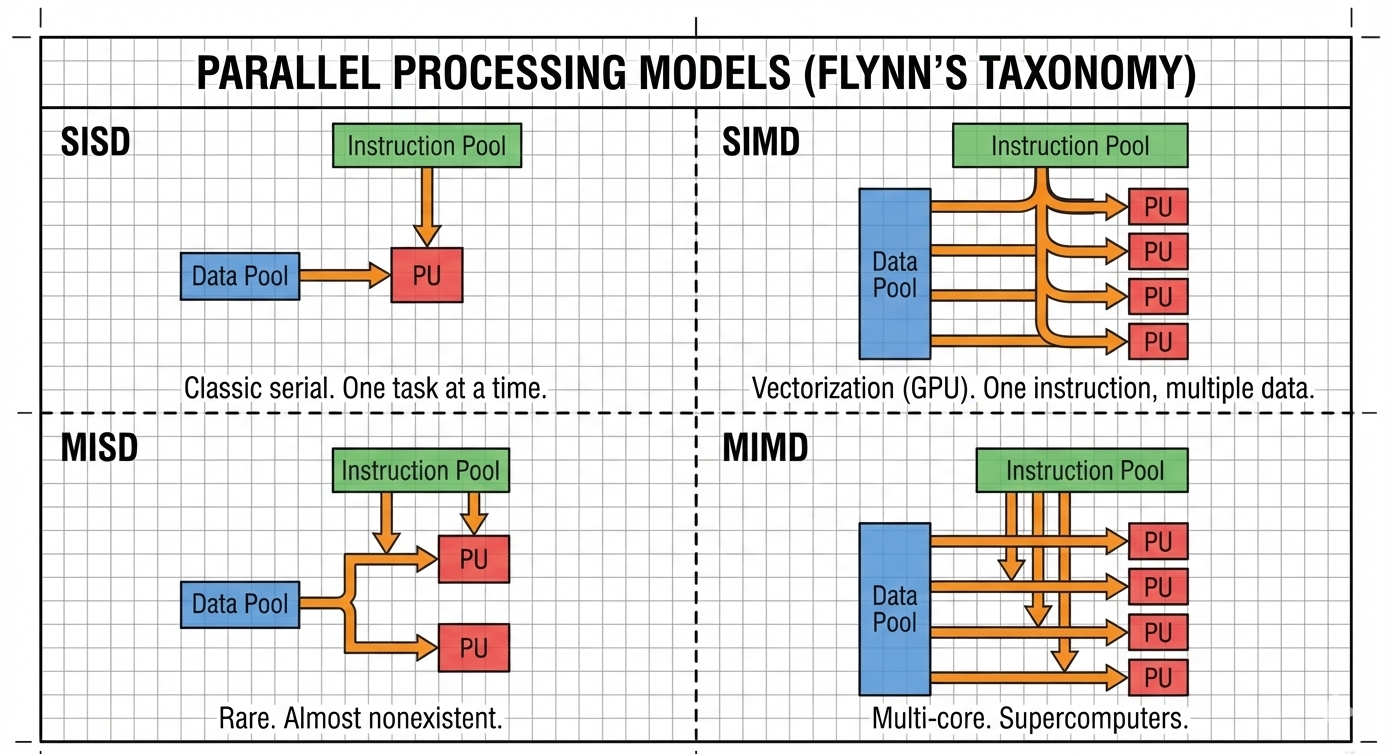 PARALLEL PROCESSING MODELS (FLYNN'S TAXONOMY)
SISD
Instruction Pool
Data Pool
PU
Classic serial. One task at a time.
SIMD
Instruction Pool
Data
Pool
PU
PU
PU
PU
Vectorization (GPU). One instruction, multiple data.
MISD
Instruction Pool
PU
Data Pool
PU
Rare. Almost nonexistent.
MIMD
Instruction Pool
Data
Pool
PU
PU
PU
PU
Multi-core. Supercomputers.